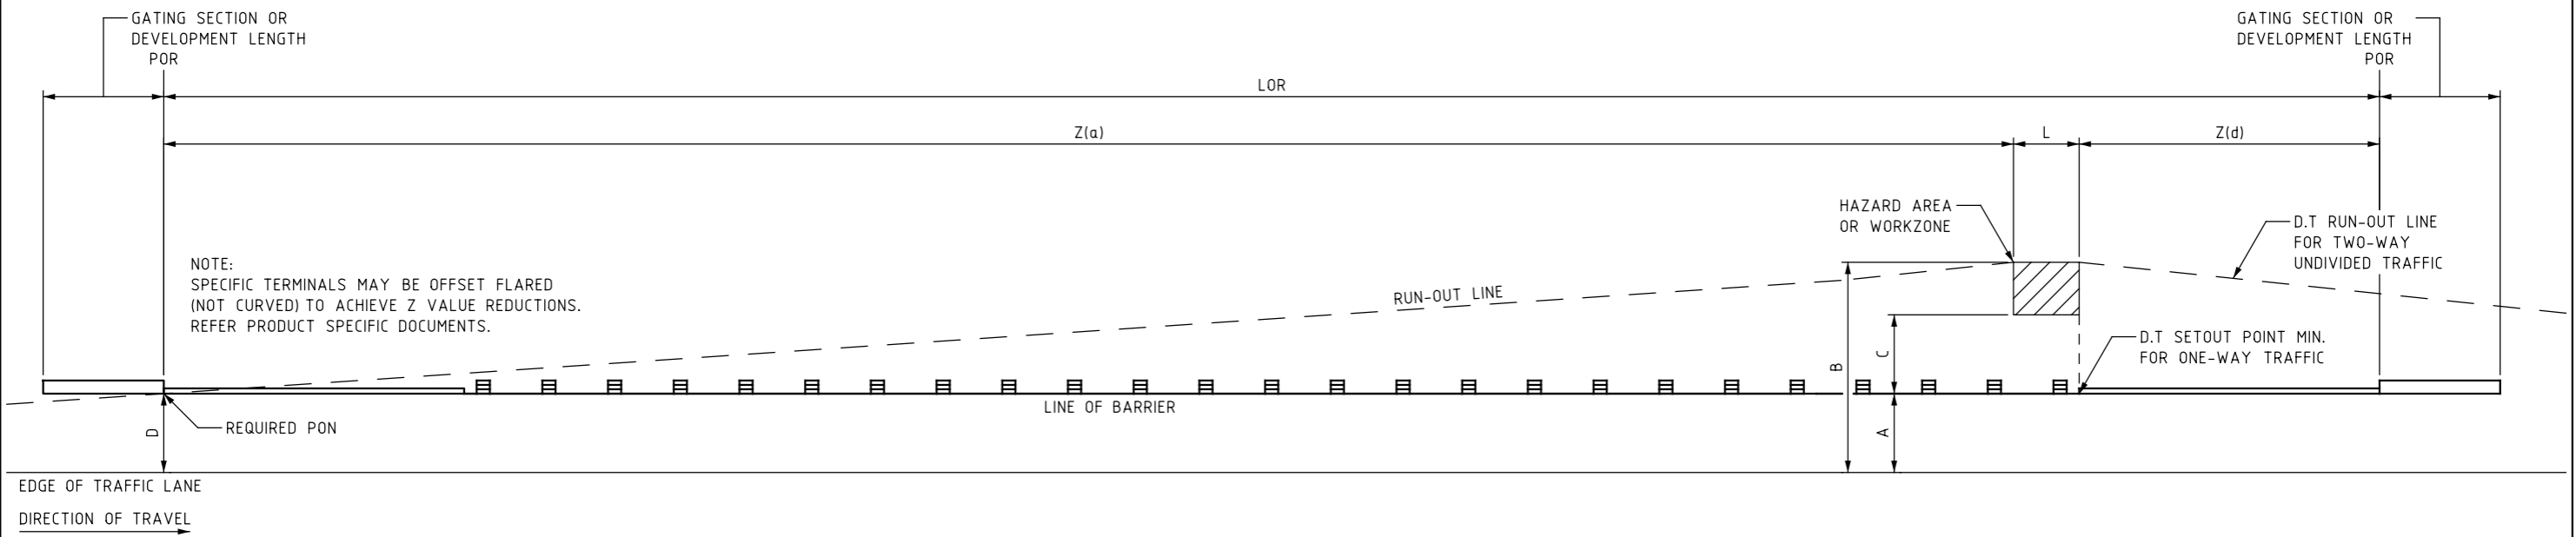 GATING SECTION OR
DEVELOPMENT LENGTH
POR
GATING SECTION OR
DEVELOPMENT LENGTH
POR
LOR
Z(a)
L
Z(d)
HAZARD AREA
OR WORKZONE
D.T RUN-OUT LINE
FOR TWO-WAY
UNDIVIDED TRAFFIC
NOTE:
SPECIFIC TERMINALS MAY BE OFFSET FLARED
(NOT CURVED) TO ACHIEVE Z VALUE REDUCTIONS.
REFER PRODUCT SPECIFIC DOCUMENTS.
RUN-OUT LINE
D.T SETOUT POINT MIN.
FOR ONE-WAY TRAFFIC
B
C
LINE OF BARRIER
REQUIRED PON
D
A
EDGE OF TRAFFIC LANE
DIRECTION OF TRAVEL